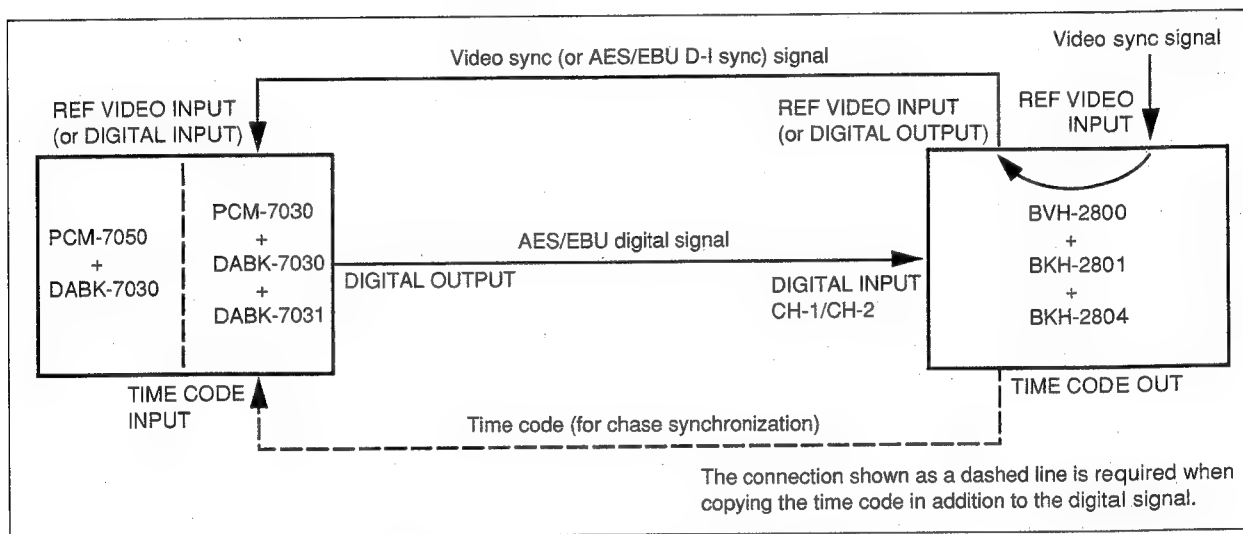 Video sync signal
Video sync (or AES/EBU D-I sync) signal
REF VIDEO INPUT
(or DIGITAL INPUT)
REF VIDEO INPUT
(or DIGITAL OUTPUT)
REF VIDEO
INPUT
PCM-7050
+
DABK-7030
PCM-7030
+
DABK-7030
+
DABK-7031
AES/EBU digital signal
DIGITAL OUTPUT
DIGITAL INPUT
CH-1/CH-2
BVH-2800
+
BKH-2801
+
BKH-2804
TIME CODE
INPUT
TIME CODE OUT
Time code (for chase synchronization)
The connection shown as a dashed line is required when
copying the time code in addition to the digital signal.